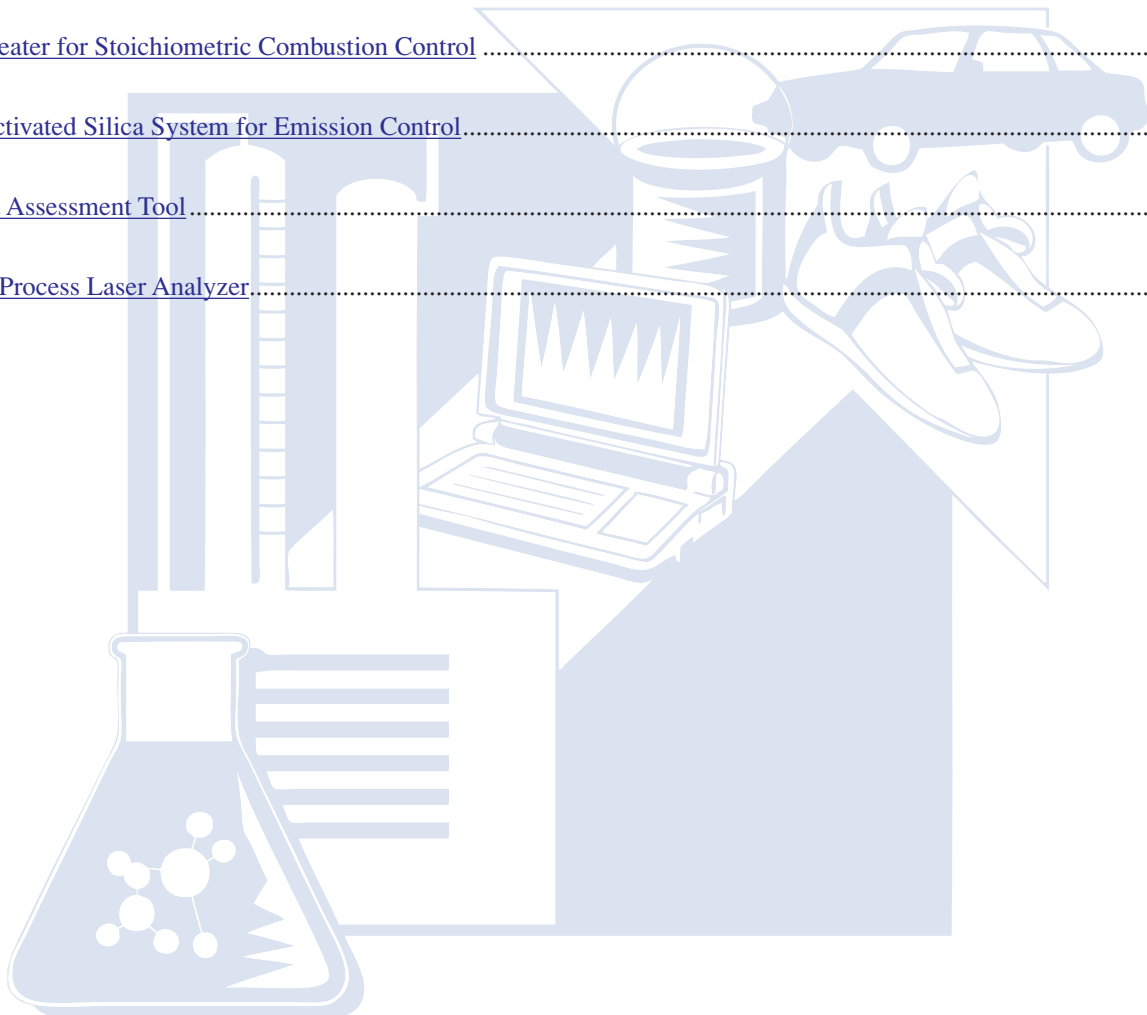 eater for Stoichiometric Combustion Control ................................................................................
ctivated Silica System for Emission Control................................................................................
Assessment Tool................................................................................
Process Laser Analyzer................................................................................